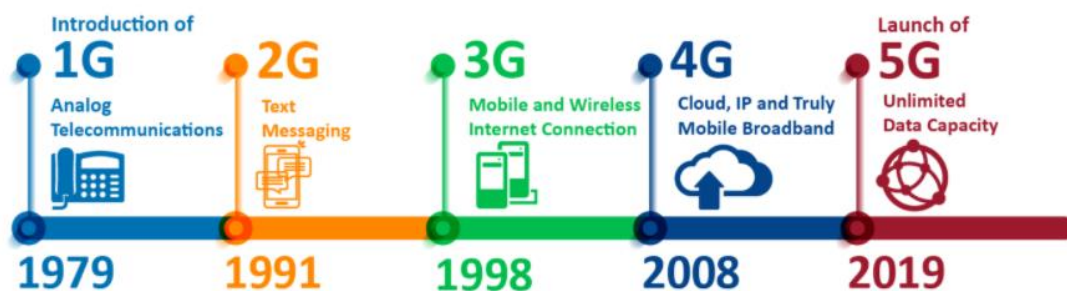 Introduction of
1G
Analog
Telecommunications
1979
2G
Text
Messaging
1991
3G
Mobile and Wireless
Internet Connection
1998
4G
Cloud, IP and Truly
Mobile Broadband
2008
Launch of
5G
Unlimited
Data Capacity
2019